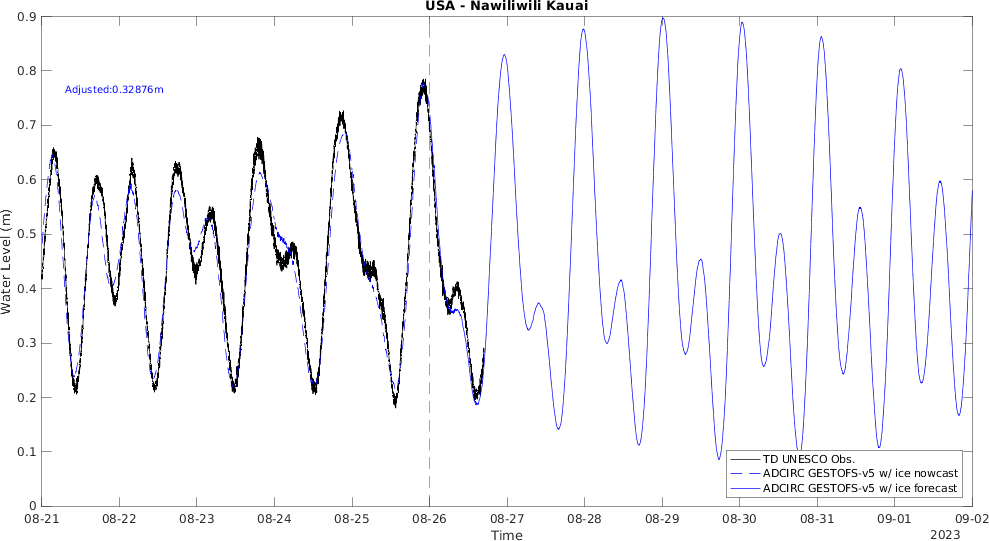 USA - Nawiliwili Kauai
0.9
0.8
0.7
0.6
0.5
0.4
0.3
0.2
0.1
0
Water Level (m)
Adjusted:0.32876m
TD UNESCO Obs.
ADCIRC GESTOFS-v5 w/ ice nowcast
ADCIRC GESTOFS-v5 w/ ice forecast
08-21 08-22 08-23 08-24 08-25 08-26 08-27 08-28 08-29 08-30 08-31 09-01 09-02
Time
2023